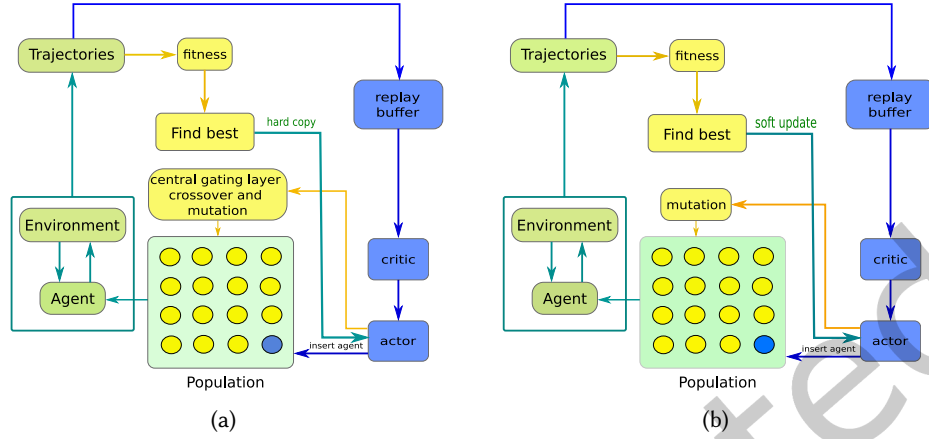 Trajectories
fitness
replay
buffer
hard copy
Find best
central gating layer
crossover and
mutation
Environment
critic
Agent
actor
insert agent
Population
(a)
Trajectories
fitness
replay
buffer
soft update
Find best
mutation
Environment
critic
Agent
actor
insert agent
Population
(b)